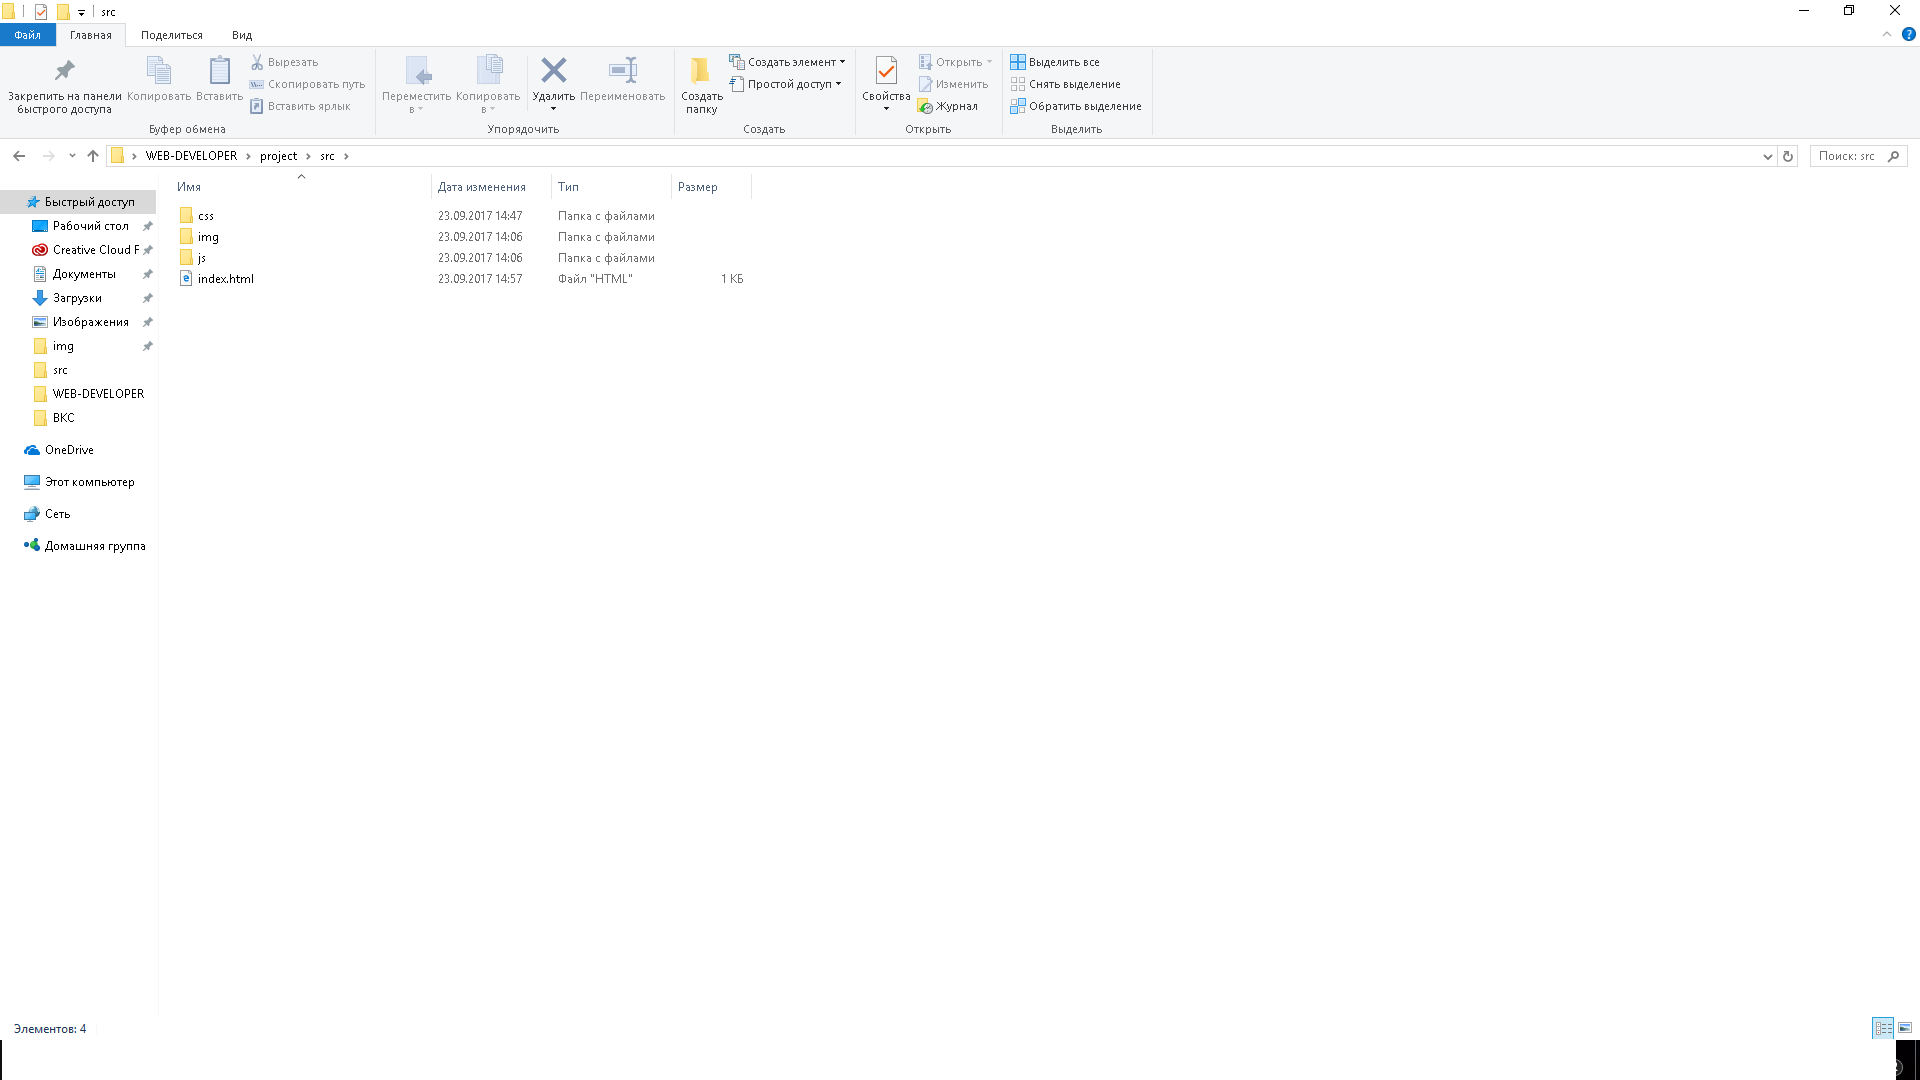 src
Файл Главная Поделиться Вид
Закрепить на панели быстрого доступа
Копировать
Вставить
Вырезать
Скопировать путь
Вставить ярлык
Буфер обмена
Переместить в
Копировать в
Удалить
Переименовать
Упорядочить
Создать папку
Создать элемент
Простой доступ
Создать
Свойства
Открыть
Изменить
Журнал
Открыть
Выделить все
Снять выделение
Обратить выделение
Выделить
WEB-DEVELOPER project src
Поиск: src
Имя Дата изменения Тип Размер
css 23.09.2017 14:47 Папка с файлами
img 23.09.2017 14:06 Папка с файлами
js 23.09.2017 14:06 Папка с файлами
index.html 23.09.2017 14:57 Файл "HTML" 1 КБ
Быстрый доступ
Рабочий стол
Creative Cloud F
Документы
Загрузки
Изображения
img
src
WEB-DEVELOPER
ВКС
OneDrive
Этот компьютер
Сеть
Домашняя группа
Элементов: 4